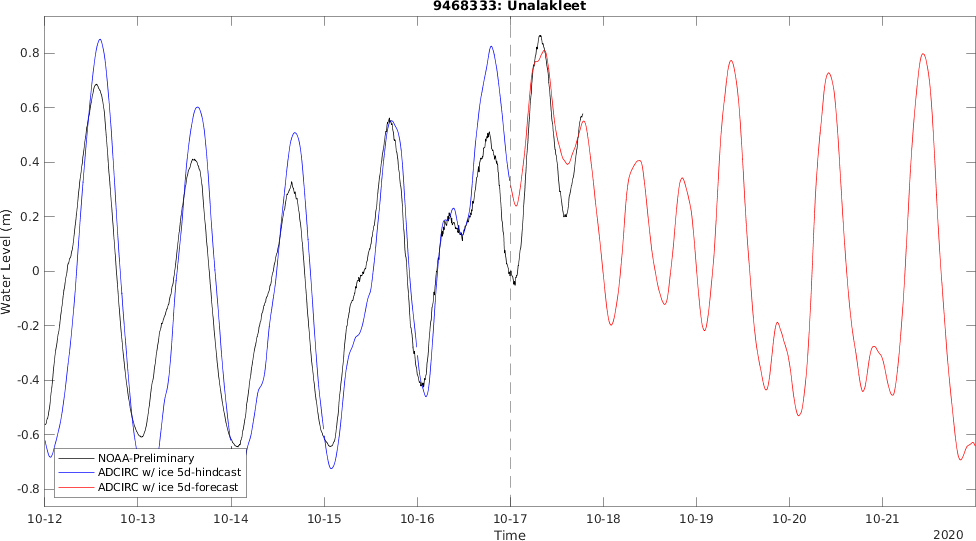 9468333: Unalakleet
0.8
0.6
0.4
0.2
0
-0.2
-0.4
-0.6
-0.8
Water Level (m)
NOAA-Preliminary
ADCIRC w/ ice 5d-hindcast
ADCIRC w/ ice 5d-forecast
10-12 10-13 10-14 10-15 10-16 10-17 10-18 10-19 10-20 10-21
Time
2020